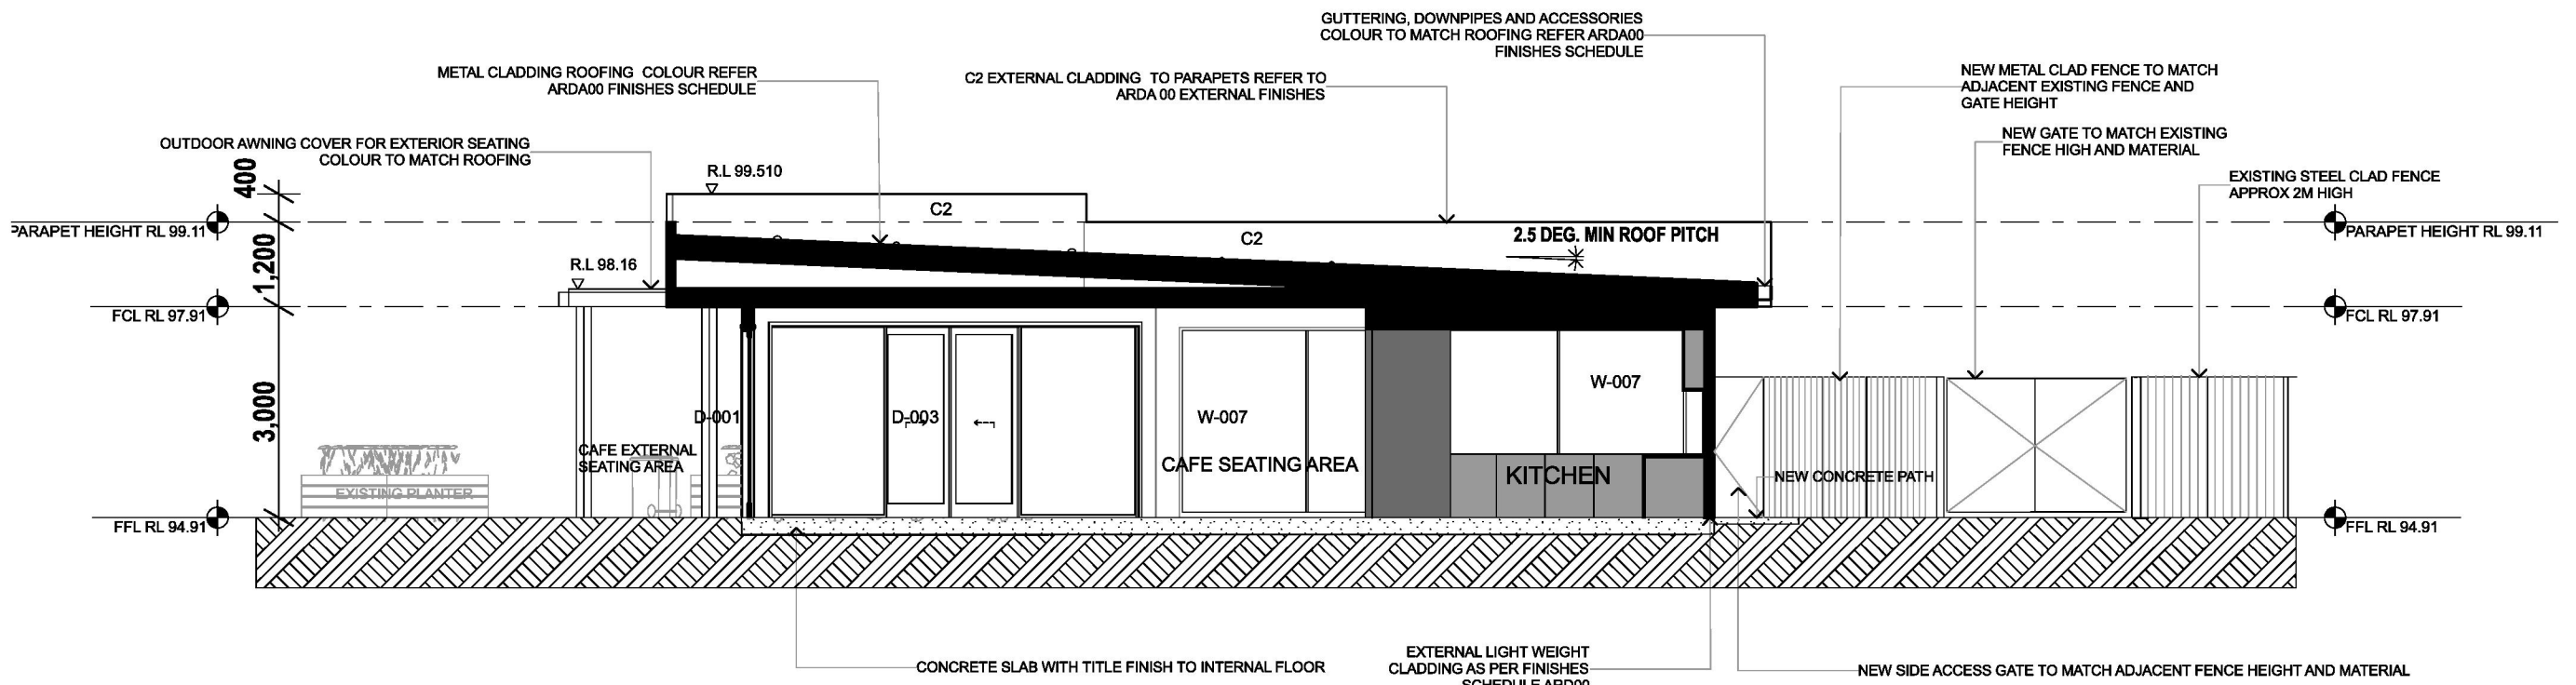 GUTTERING, DOWNPIPES AND ACCESSORIES
COLOUR TO MATCH ROOFING REFER ARDA00
FINISHES SCHEDULE
METAL CLADDING ROOFING COLOUR REFER
ARDA00 FINISHES SCHEDULE
C2 EXTERNAL CLADDING TO PARAPETS REFER TO
ARDA 00 EXTERNAL FINISHES
NEW METAL CLAD FENCE TO MATCH
ADJACENT EXISTING FENCE AND
GATE HEIGHT
OUTDOOR AWNING COVER FOR EXTERIOR SEATING
COLOUR TO MATCH ROOFING
NEW GATE TO MATCH EXISTING
FENCE HIGH AND MATERIAL
EXISTING STEEL CLAD FENCE
APPROX 2M HIGH
400
R.L 99.510
C2
PARAPET HEIGHT RL 99.11
1,200
C2
2.5 DEG. MIN ROOF PITCH
PARAPET HEIGHT RL 99.11
R.L 98.16
FCL RL 97.91
FCL RL 97.91
3,000
D-001
D-003
W-007
W-007
CAFE EXTERNAL
SEATING AREA
CAFE SEATING AREA
KITCHEN
NEW CONCRETE PATH
EXISTING PLANTER
FFL RL 94.91
FFL RL 94.91
CONCRETE SLAB WITH TITLE FINISH TO INTERNAL FLOOR
EXTERNAL LIGHT WEIGHT
CLADDING AS PER FINISHES
SCHEDULE ARD00
NEW SIDE ACCESS GATE TO MATCH ADJACENT FENCE HEIGHT AND MATERIAL